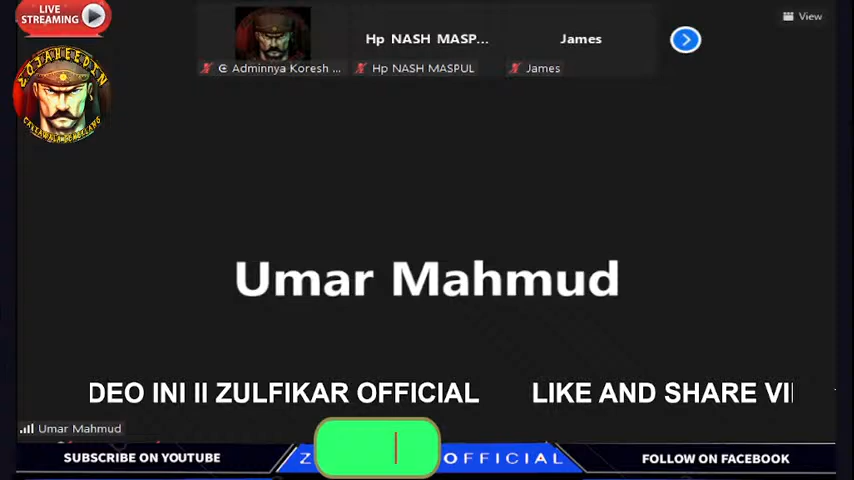 LIVE
STREAMING
View
Hp NASH MASP...
James
Adminnya Koresh ...
Hp NASH MASPUL
James
Umar Mahmud
DEO INI II ZULFIKAR OFFICIAL LIKE AND SHARE VI
Umar Mahmud
SUBSCRIBE ON YOUTUBE
Z OFFICIAL
FOLLOW ON FACEBOOK